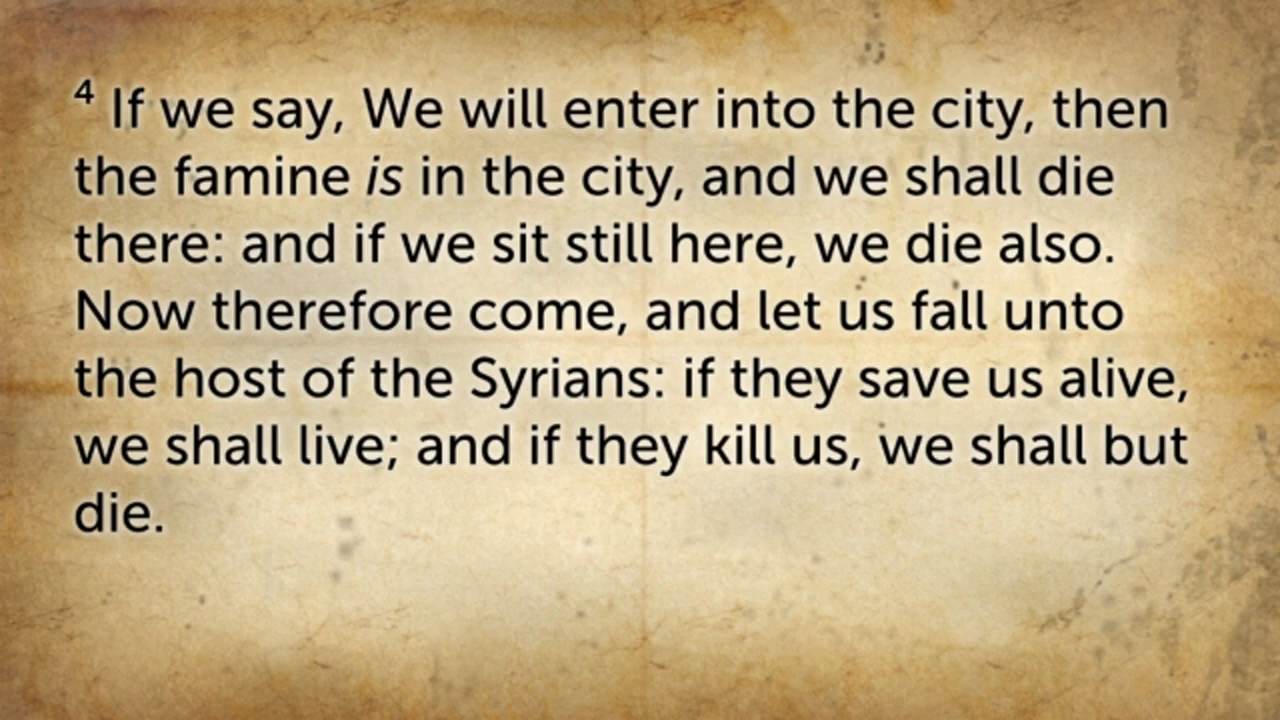 4 If we say, We will enter into the city, then
the famine is in the city, and we shall die
there: and if we sit still here, we die also.
Now therefore come, and let us fall unto
the host of the Syrians: if they save us alive,
we shall live; and if they kill us, we shall but
die.